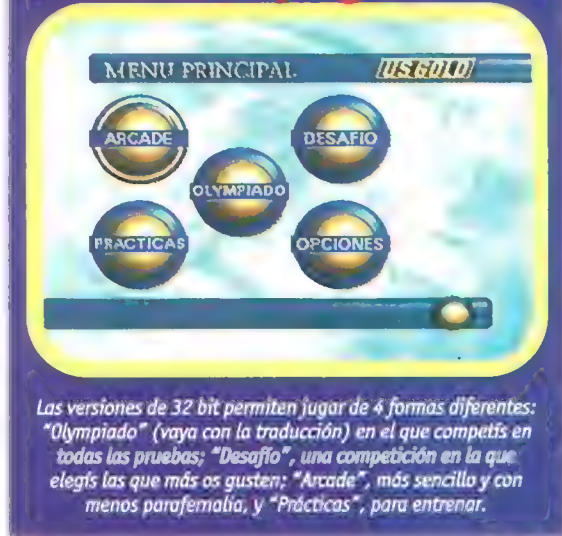 MENU PRINCIPAL US GOLD
ARCADE DESAFIO
OLYMPIADO
PRACTICAS OPCIONES
Las versiones de 32 bit permiten jugar de 4 formas diferentes:
"Olympiado" (vaya con la traducción) en el que competís en
todas las pruebas; "Desafío", una competición en la que
elegís las que más os gusten; "Arcade", más sencillo y con
menos parafernalia, y "Prácticas", para entrenar.